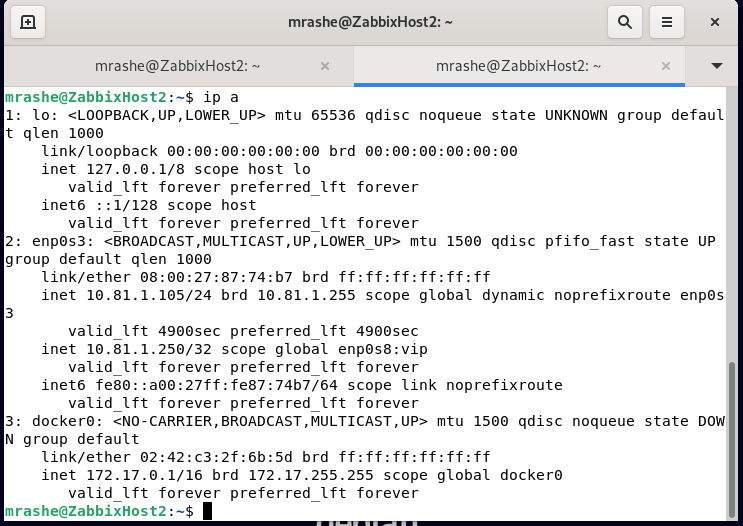 mrashe@ZabbixHost2: ~
mrashe@ZabbixHost2: ~
mrashe@ZabbixHost2: ~
mrashe@ZabbixHost2:~$ ip a
1: lo: <LOOPBACK,UP,LOWER_UP> mtu 65536 qdisc noqueue state UNKNOWN group defaul
t qlen 1000
    link/loopback 00:00:00:00:00:00 brd 00:00:00:00:00:00
    inet 127.0.0.1/8 scope host lo
       valid_lft forever preferred_lft forever
    inet6 ::1/128 scope host
       valid_lft forever preferred_lft forever
2: enp0s3: <BROADCAST,MULTICAST,UP,LOWER_UP> mtu 1500 qdisc pfifo_fast state UP
group default qlen 1000
    link/ether 08:00:27:87:74:b7 brd ff:ff:ff:ff:ff:ff
    inet 10.81.1.105/24 brd 10.81.1.255 scope global dynamic noprefixroute enp0s
3
       valid_lft 4900sec preferred_lft 4900sec
    inet 10.81.1.250/32 scope global enp0s8:vip
       valid_lft forever preferred_lft forever
    inet6 fe80::a00:27ff:fe87:74b7/64 scope link noprefixroute
       valid_lft forever preferred_lft forever
3: docker0: <NO-CARRIER,BROADCAST,MULTICAST,UP> mtu 1500 qdisc noqueue state DOW
N group default
    link/ether 02:42:c3:2f:6b:5d brd ff:ff:ff:ff:ff:ff
    inet 172.17.0.1/16 brd 172.17.255.255 scope global docker0
       valid_lft forever preferred_lft forever
mrashe@ZabbixHost2:~$